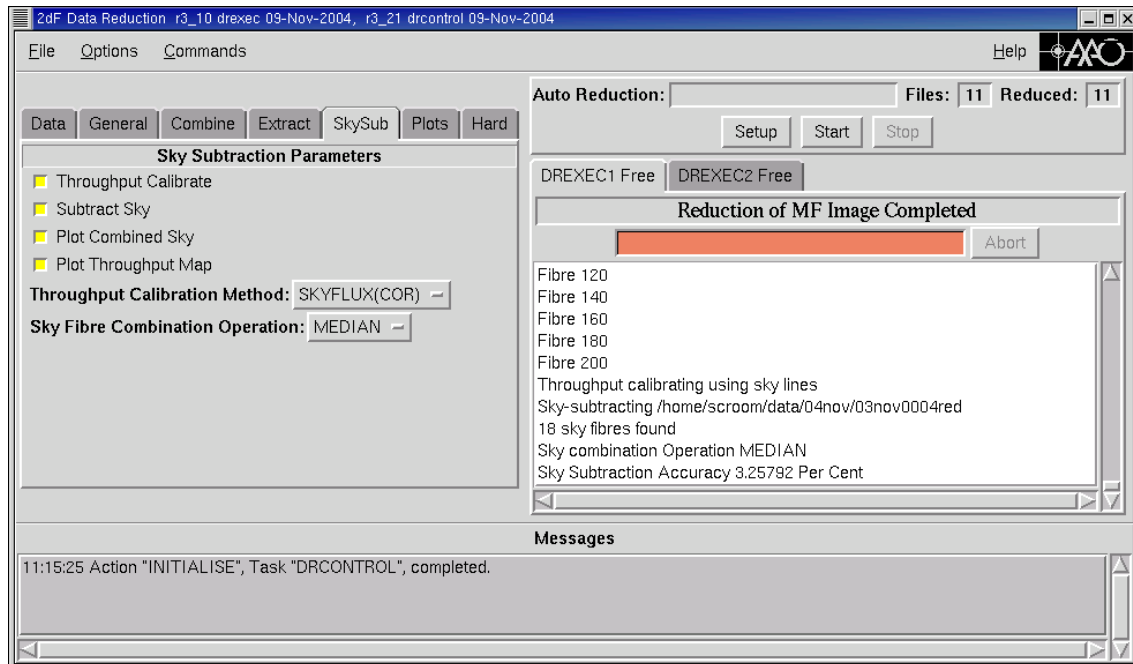 2dF Data Reduction r3_10 drexec 09-Nov-2004, r3_21 drcontrol 09-Nov-2004
File Options Commands Help AAO
Data General Combine Extract SkySub Plots Hard
Sky Subtraction Parameters
Throughput Calibrate
Subtract Sky
Plot Combined Sky
Plot Throughput Map
Throughput Calibration Method: SKYFLUX(COR)
Sky Fibre Combination Operation: MEDIAN
Auto Reduction: Files: 11 Reduced: 11
Setup Start Stop
DREXEC1 Free DREXEC2 Free
Reduction of MF Image Completed
Abort
Fibre 120
Fibre 140
Fibre 160
Fibre 180
Fibre 200
Throughput calibrating using sky lines
Sky-subtracting /home/scroom/data/04nov/03nov0004red
18 sky fibres found
Sky combination Operation MEDIAN
Sky Subtraction Accuracy 3.25792 Per Cent
Messages
11:15:25 Action "INITIALISE", Task "DRCONTROL", completed.